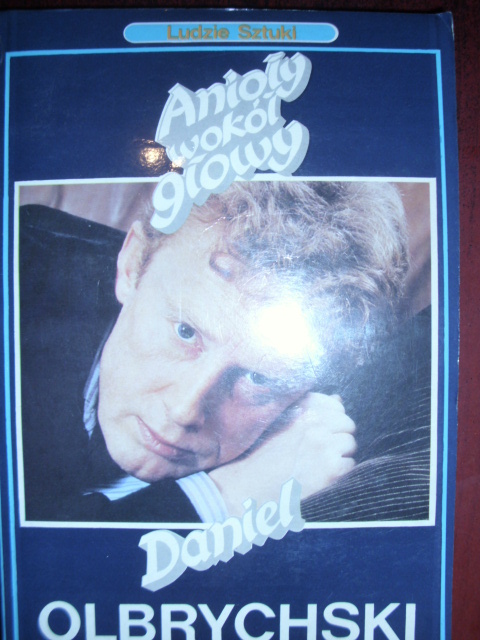 Ludzie Sztuki
Anioły
wokół
głowy
Daniel
OLBRYCHSKI